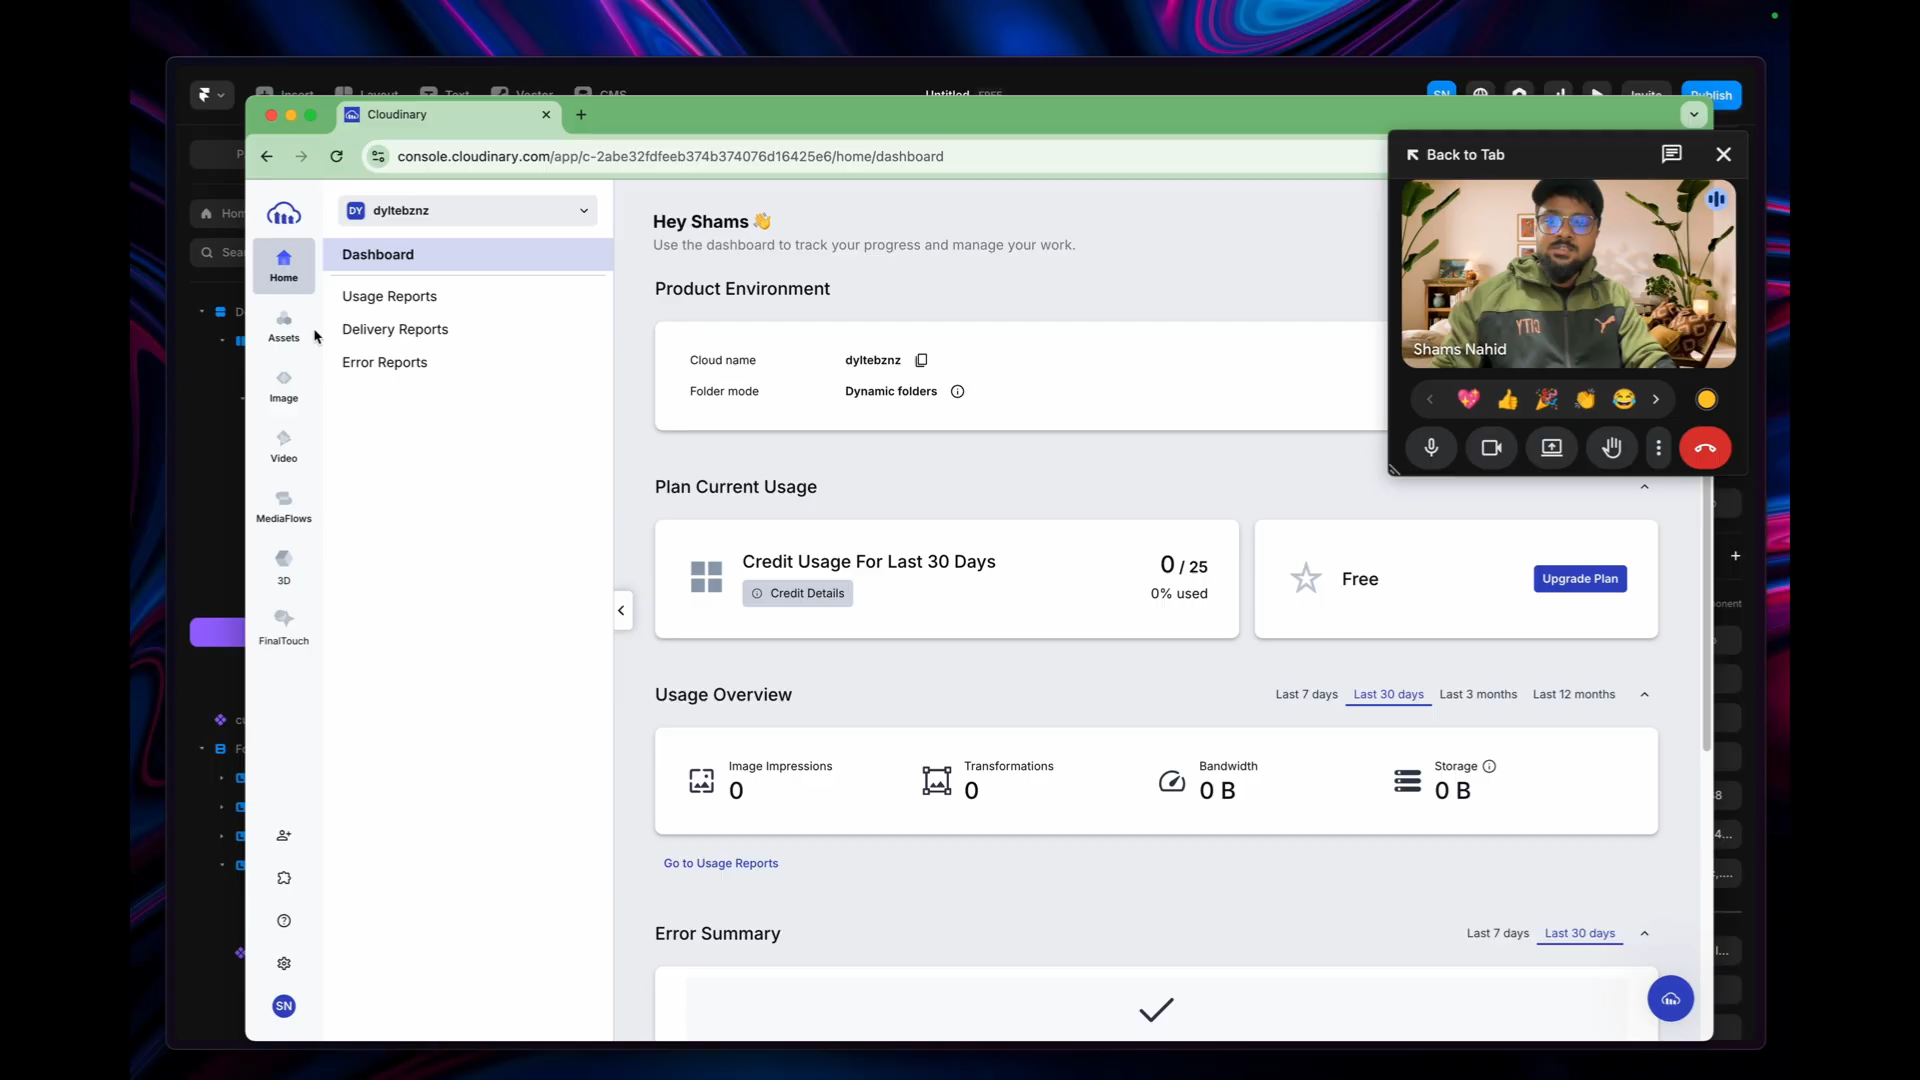 Insert
Layout
Text
Vector
CMS
Untitled FREE
SN
Invite
Publish
Cloudinary
console.cloudinary.com/app/c-2abe32fdfeeb374b374076d16425e6/home/dashboard
Back to Tab
Shams Nahid
CITY
DY dyltebznz
Home
Dashboard
Usage Reports
Delivery Reports
Error Reports
Assets
Image
Video
MediaFlows
3D
FinalTouch
SN
Hey Shams 👋
Use the dashboard to track your progress and manage your work.
Product Environment
Cloud name dyltebznz
Folder mode Dynamic folders
Plan Current Usage
Credit Usage For Last 30 Days
Credit Details
0 / 25
0% used
Free
Upgrade Plan
Usage Overview
Last 7 days Last 30 days Last 3 months Last 12 months
Image Impressions
0
Transformations
0
Bandwidth
0 B
Storage
0 B
Go to Usage Reports
Error Summary
Last 7 days Last 30 days